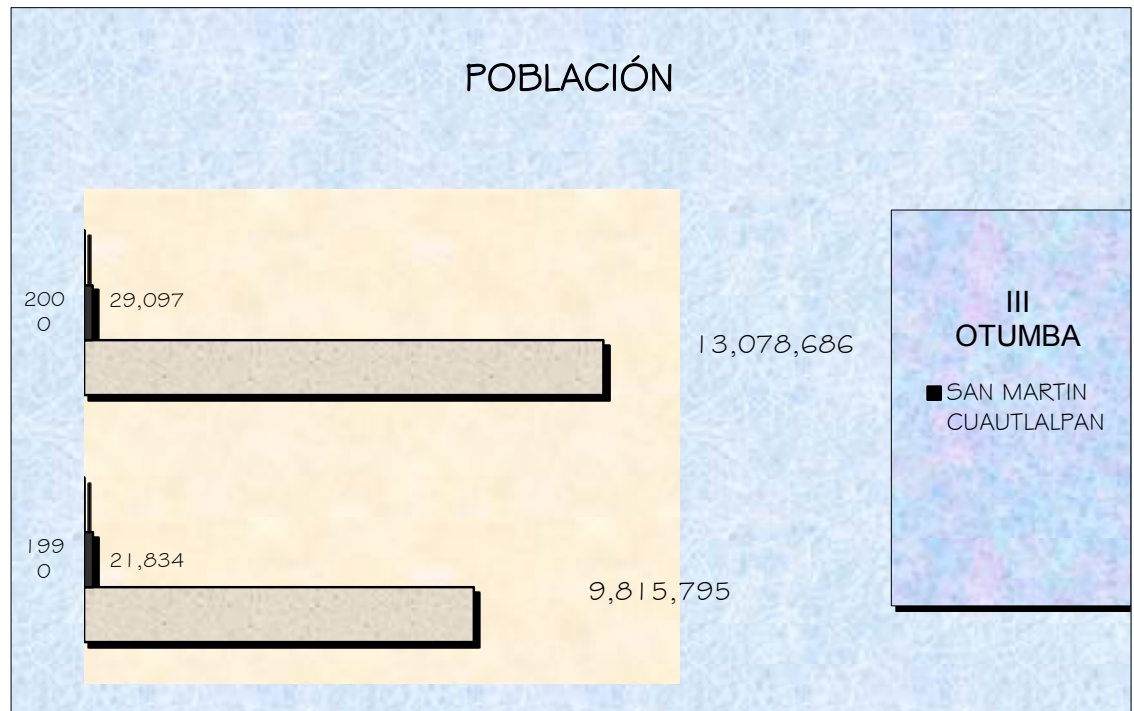 POBLACIÓN
200
0
29,097
13,078,686
199
0
21,834
9,815,795
III
OTUMBA
SAN MARTIN
CUAUTLALPAN